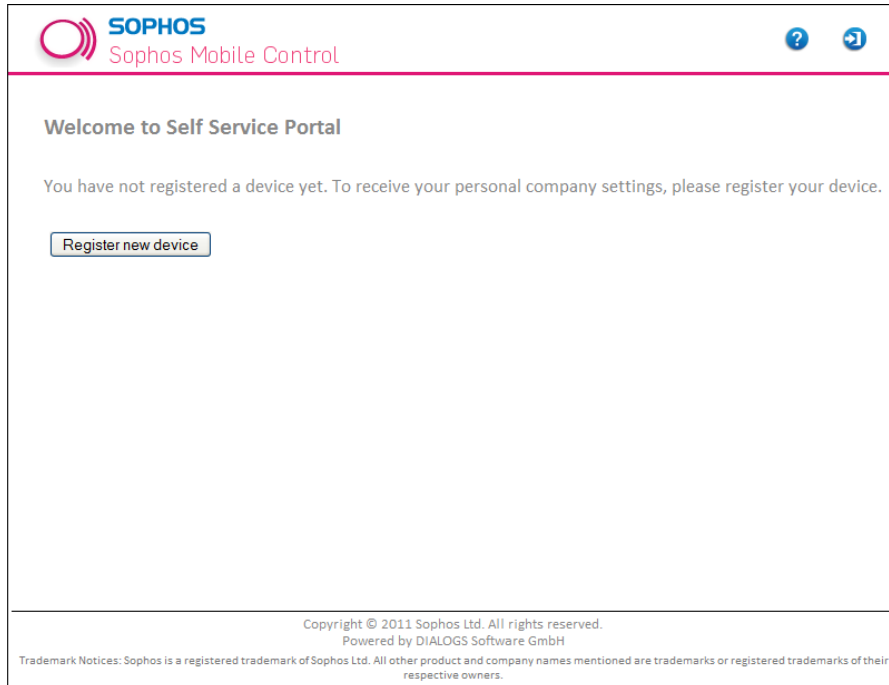 SOPHOS
Sophos Mobile Control
?
Welcome to Self Service Portal
You have not registered a device yet. To receive your personal company settings, please register your device.
Register new device
Copyright © 2011 Sophos Ltd. All rights reserved.
Powered by DIALOGS Software GmbH
Trademark Notices: Sophos is a registered trademark of Sophos Ltd. All other product and company names mentioned are trademarks or registered trademarks of their
respective owners.